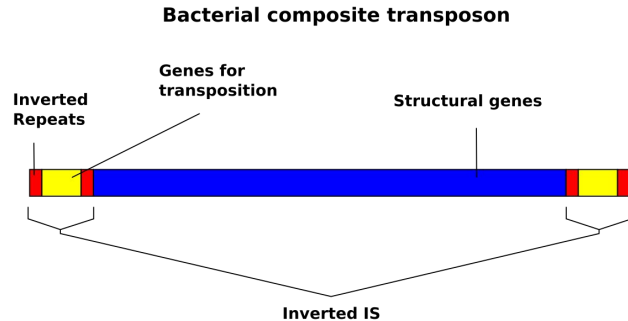 Bacterial composite transposon
Genes for
transposition
Inverted
Repeats
Structural genes
Inverted IS